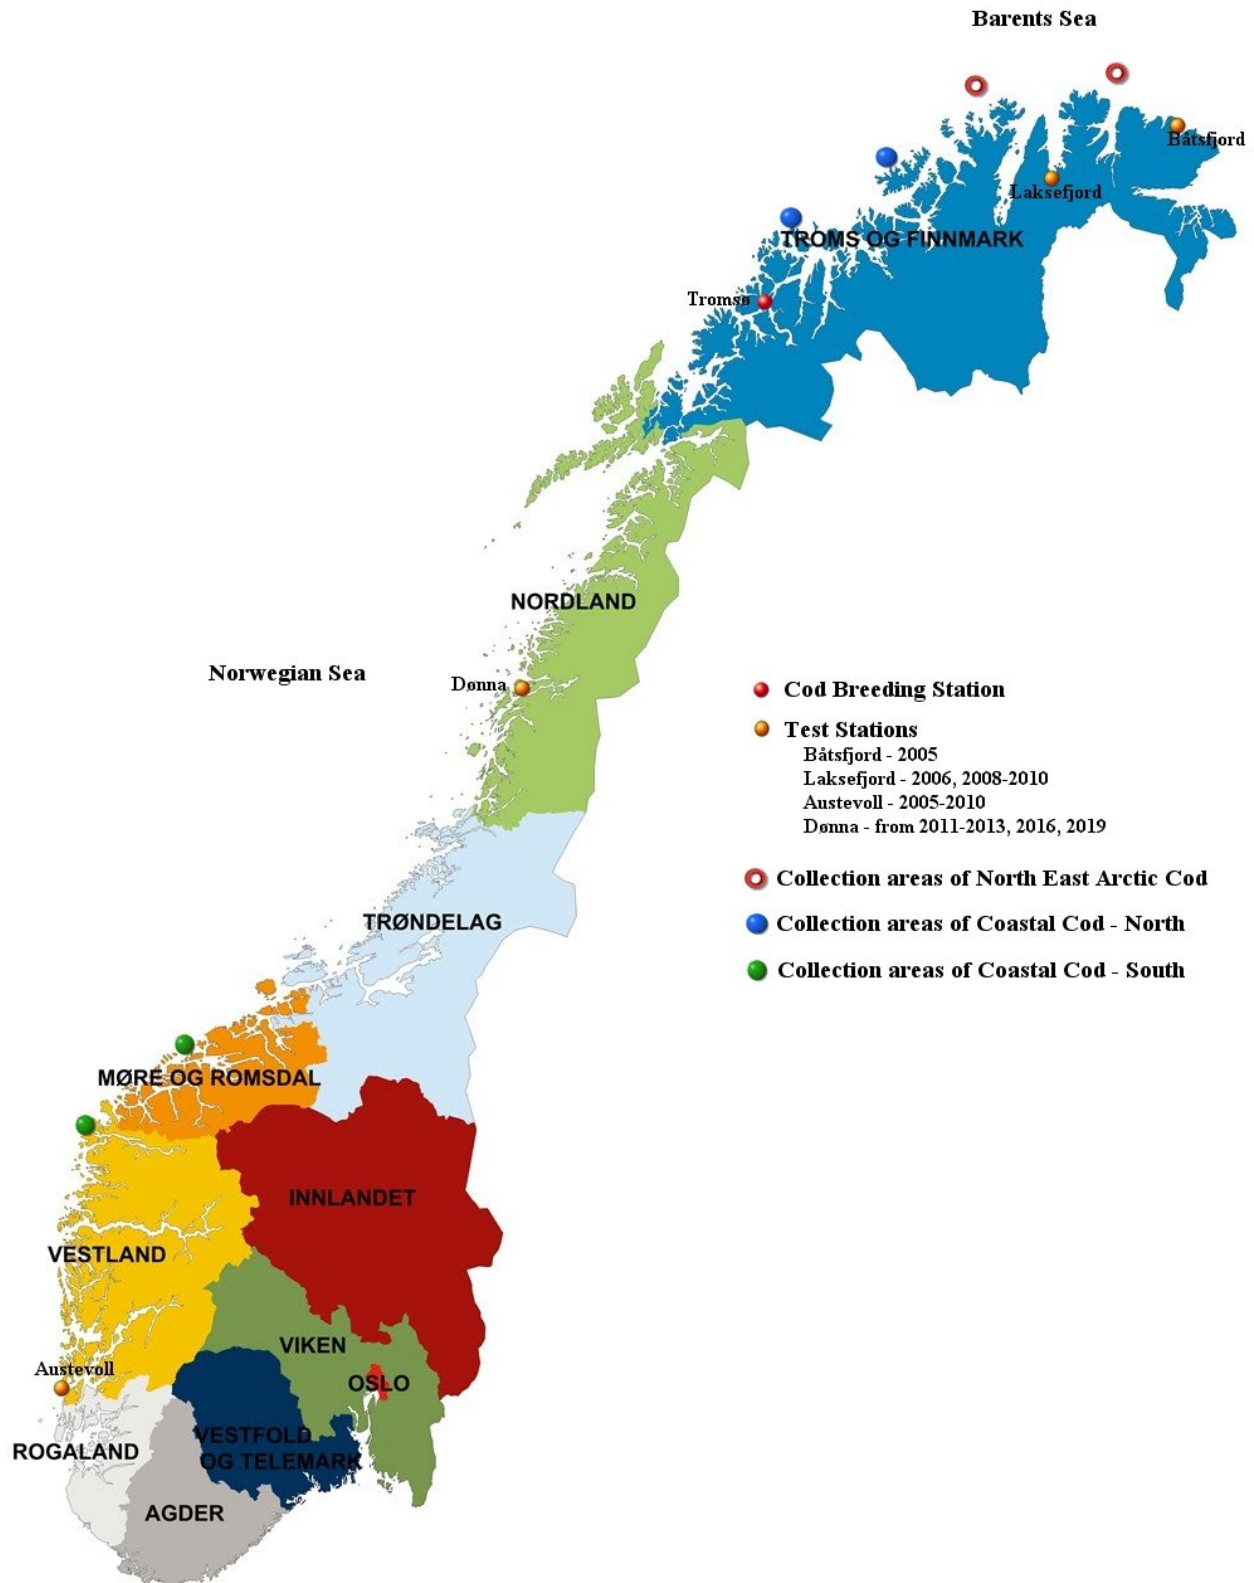 Barents Sea
Båtsfjord
Laksefjord
TROMS OG FINNMARK
Tromsø
NORDLAND
Norwegian Sea
Dønna
Cod Breeding Station
Test Stations
Båtsfjord - 2005
Laksefjord - 2006, 2008-2010
Austevoll - 2005-2010
Dønna - from 2011-2013, 2016, 2019
Collection areas of North East Arctic Cod
Collection areas of Coastal Cod - North
Collection areas of Coastal Cod - South
TRØNDELAG
MØRE OG ROMSDAL
INNLANDET
VESTLAND
VIKEN
Austevoll
OSLO
VESTFOLD
OG TELEMARK
ROGALAND
AGDER